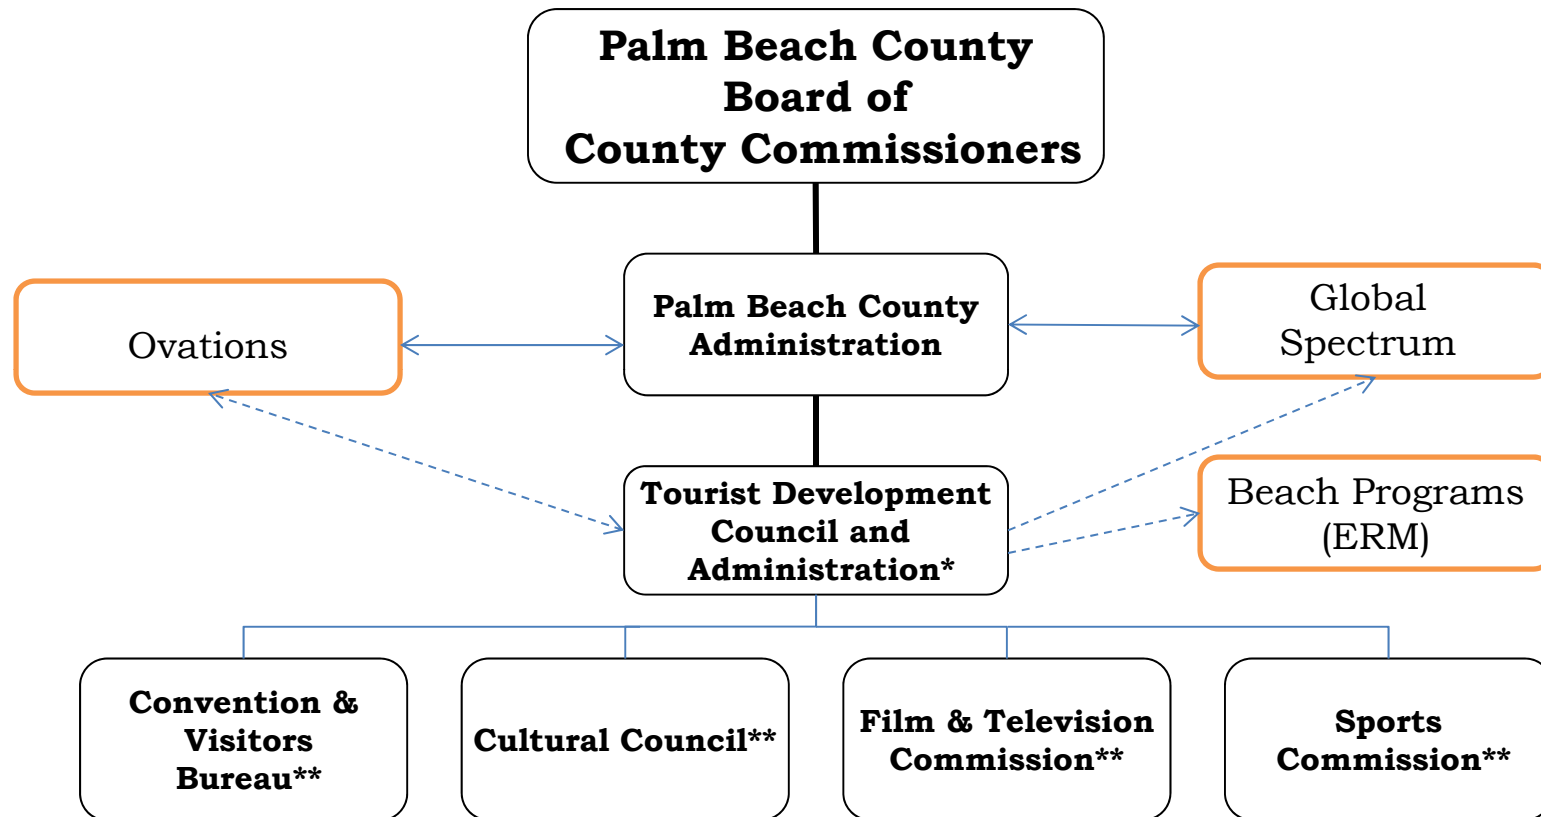 Palm Beach County
Board of
County Commissioners
Palm Beach County
Administration
Ovations
Global
Spectrum
Tourist Development
Council and
Administration*
Beach Programs
(ERM)
Convention &
Visitors
Bureau**
Cultural Council**
Film & Television
Commission**
Sports
Commission**